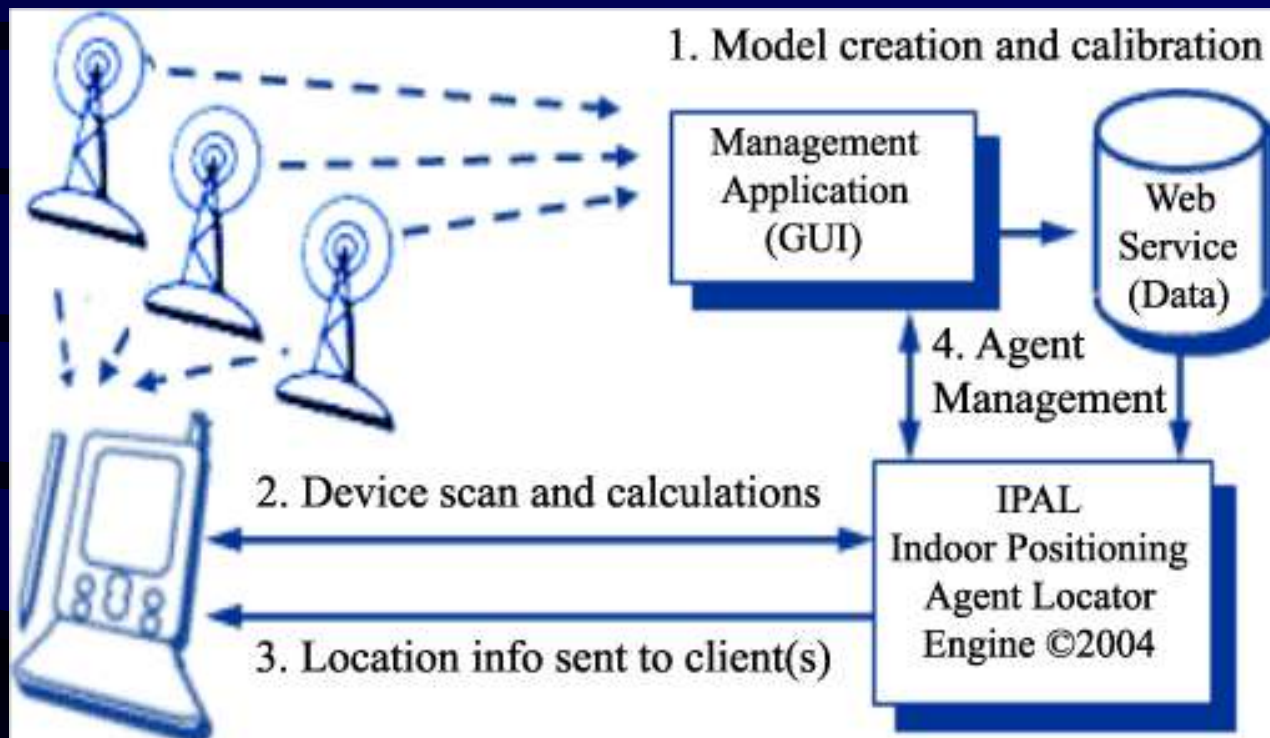 1. Model creation and calibration
Management
Application
(GUI)
Web
Service
(Data)
4. Agent
Management
2. Device scan and calculations
3. Location info sent to client(s)
IPAL
Indoor Positioning
Agent Locator
Engine ©2004